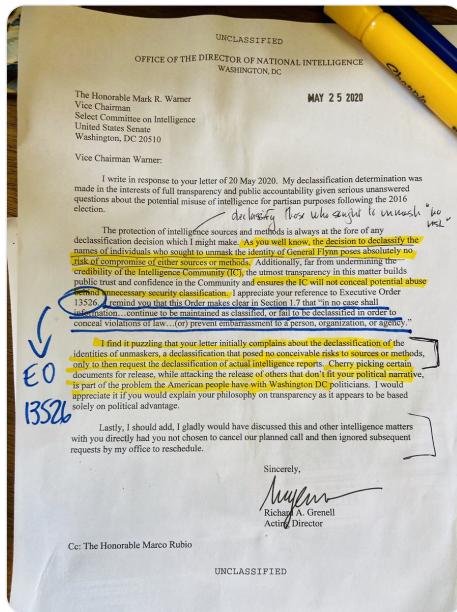 UNCLASSIFIED
OFFICE OF THE DIRECTOR OF NATIONAL INTELLIGENCE
WASHINGTON, DC
The Honorable Mark R. Warner
Vice Chairman
Select Committee on Intelligence
United States Senate
Washington, DC 20510
MAY 25 2020
Vice Chairman Warner:
I write in response to your letter of 20 May 2020. My declassification determination was
made in the interests of full transparency and public accountability given serious unanswered
questions about the potential misuse of intelligence for partisan purposes following the 2016
election.
declassify those who sought to unmask "no
The protection of intelligence sources and methods is always at the fore of any
declassification decision which I might make. As you well know, the decision to declassify the
names of individuals who sought to unmask the identity of General Flynn poses absolutely no
risk of compromise of either sources or methods. Additionally, far from undermining the
credibility of the Intelligence Community (IC), the utmost transparency in this matter builds
public trust and confidence in the Community and ensures the IC will not conceal potential abuse
behind unnecessary security classification. I appreciate your reference to Executive Order
13526. I remind you that this Order makes clear in Section 1.7 that "in no case shall
information…continue to be maintained as classified, or fail to be declassified in order to
conceal violations of law…(or) prevent embarrassment to a person, organization, or agency."
I find it puzzling that your letter initially complains about the declassification of the
identities of unmaskers, a declassification that posed no conceivable risks to sources or methods,
only to then request the declassification of actual intelligence reports. Cherry picking certain
documents for release, while attacking the release of others that don't fit your political narrative,
is part of the problem the American people have with Washington DC politicians. I would
appreciate it if you would explain your philosophy on transparency as it appears to be based
solely on political advantage.
EO
13526
Lastly, I should add, I gladly would have discussed this and other intelligence matters
with you directly had you not chosen to cancel our planned call and then ignored subsequent
requests by my office to reschedule.
Sincerely,
Richard A. Grenell
Acting Director
Cc: The Honorable Marco Rubio
UNCLASSIFIED
Sharpie